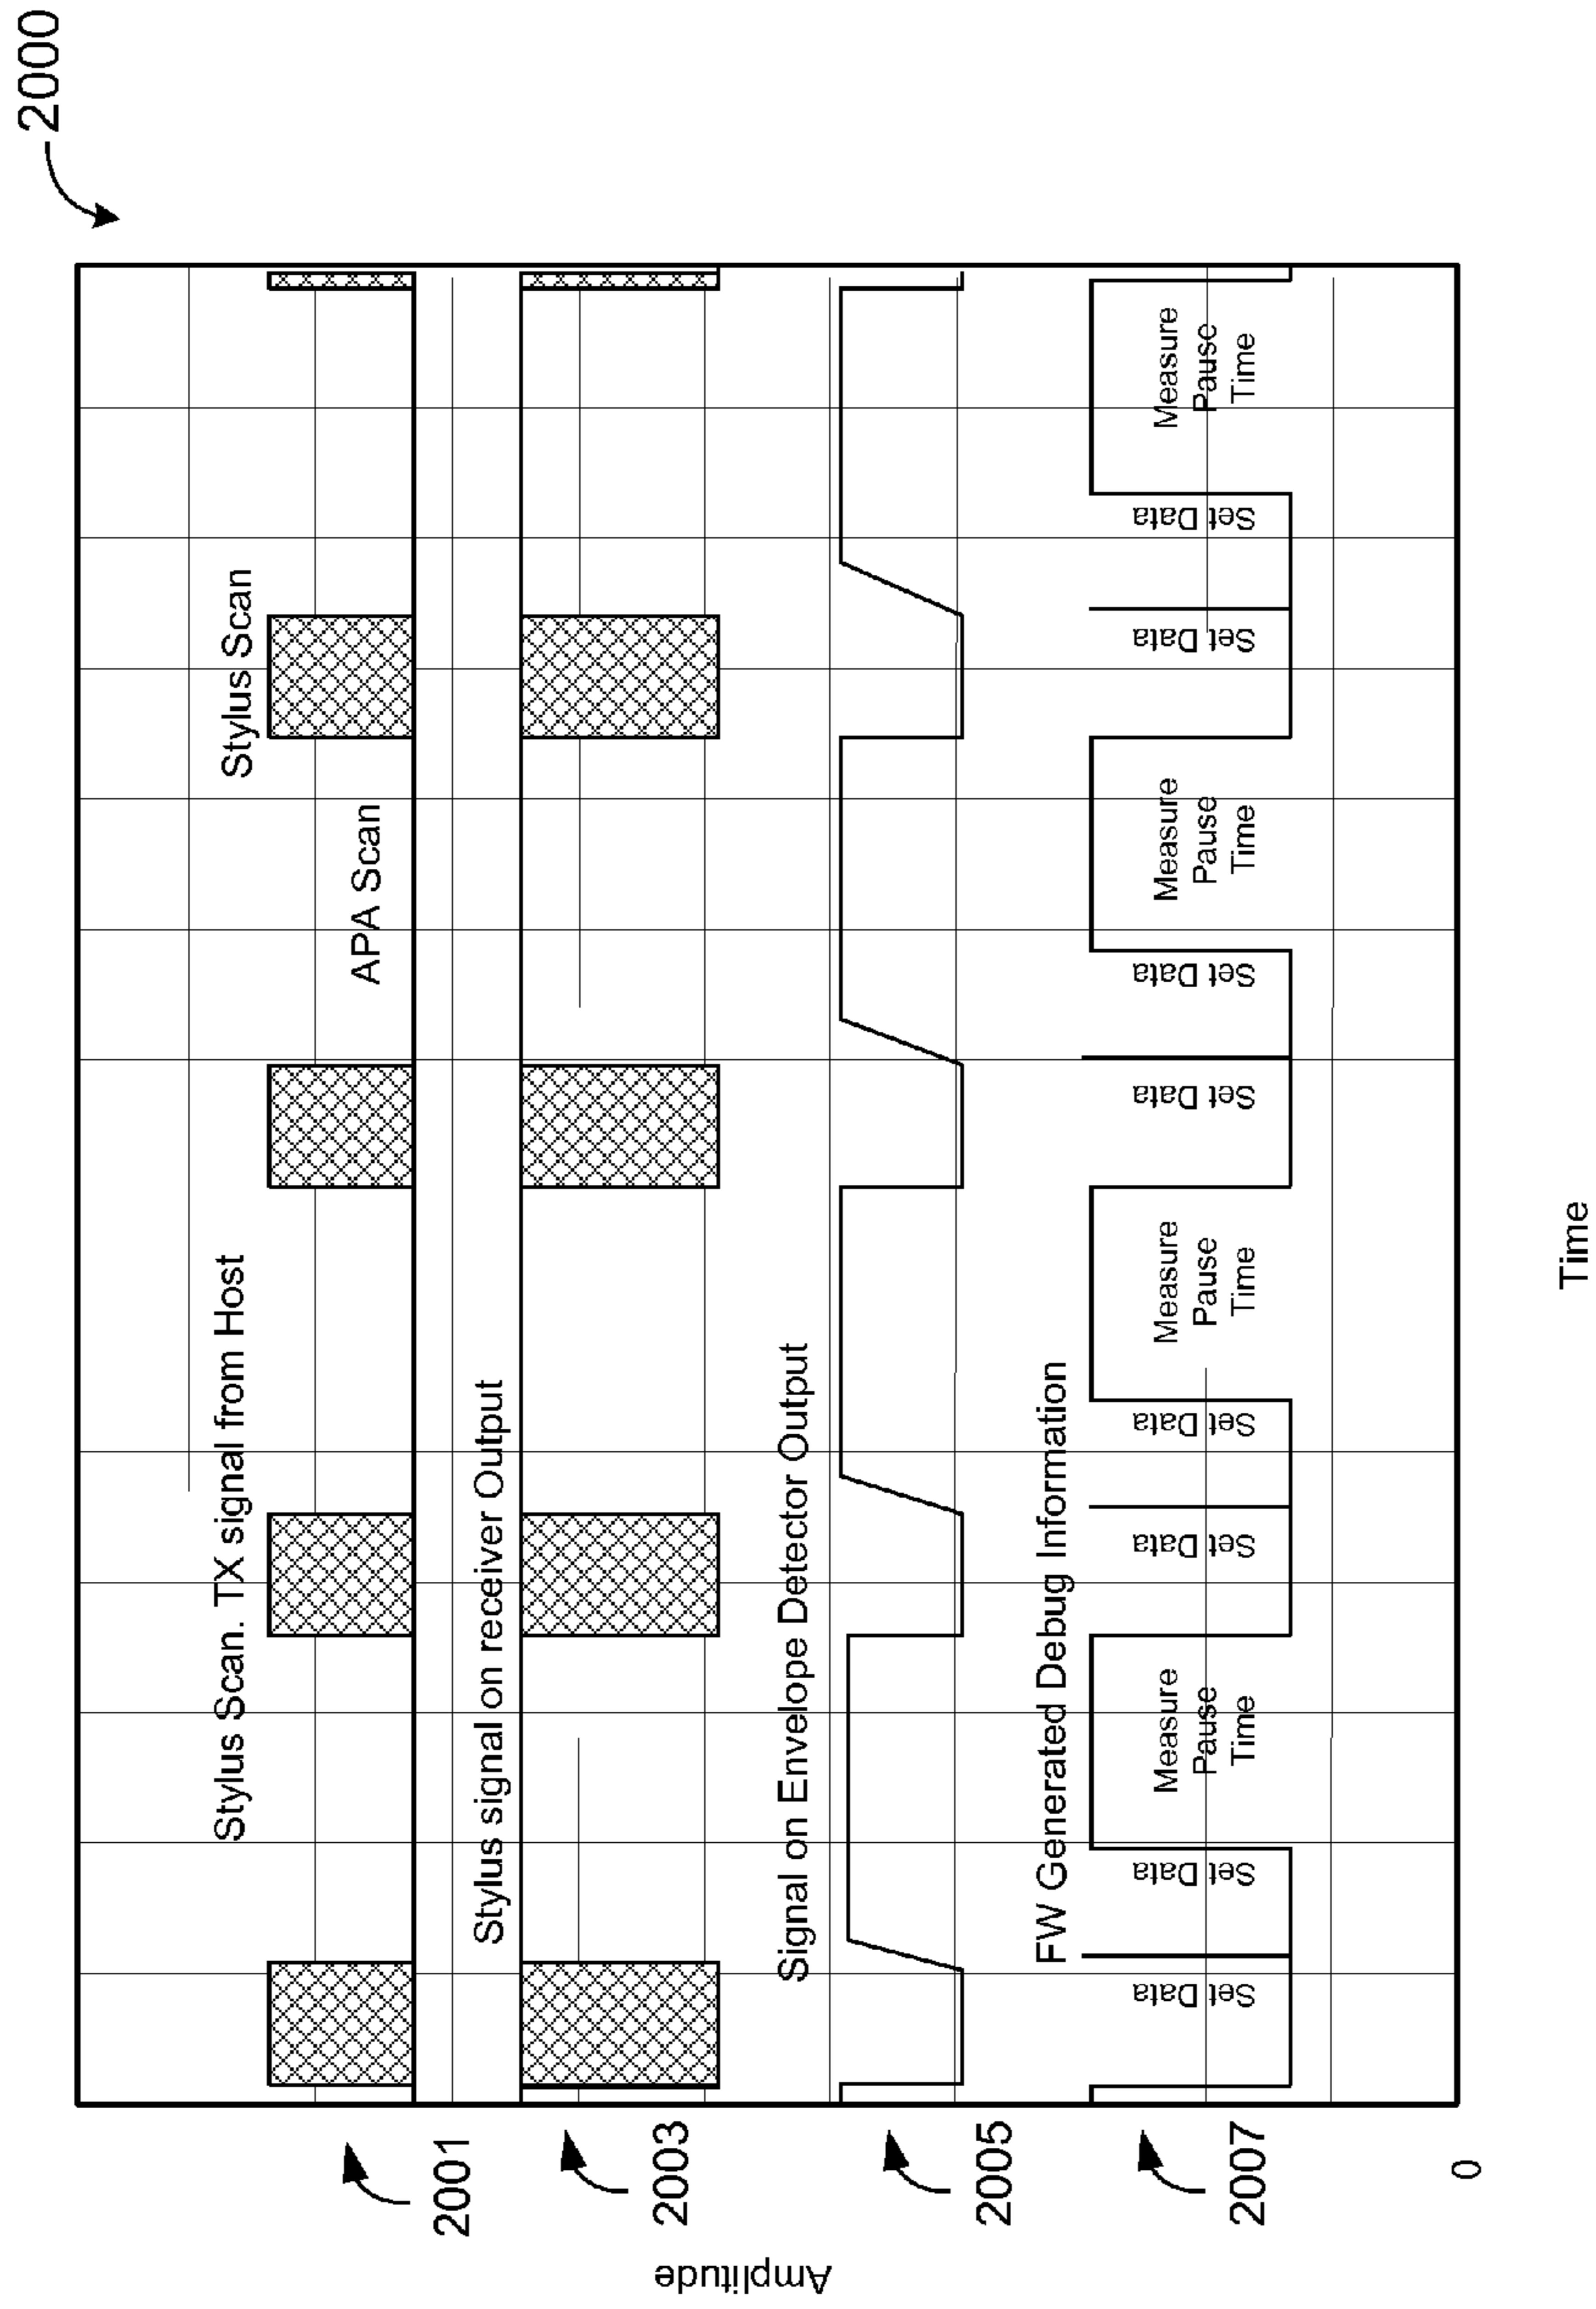 2000
Stylus Scan. TX signal from Host
Stylus Scan
APA Scan
2001
Stylus signal on receiver Output
2003
Signal on Envelope Detector Output
2005
FW Generated Debug Information
Set Data
Set Data
Measure
Pause
Time
Set Data
Set Data
Measure
Pause
Time
Set Data
Set Data
Measure
Pause
Time
Set Data
Set Data
Measure
Pause
Time
2007
Amplitude
0
Time